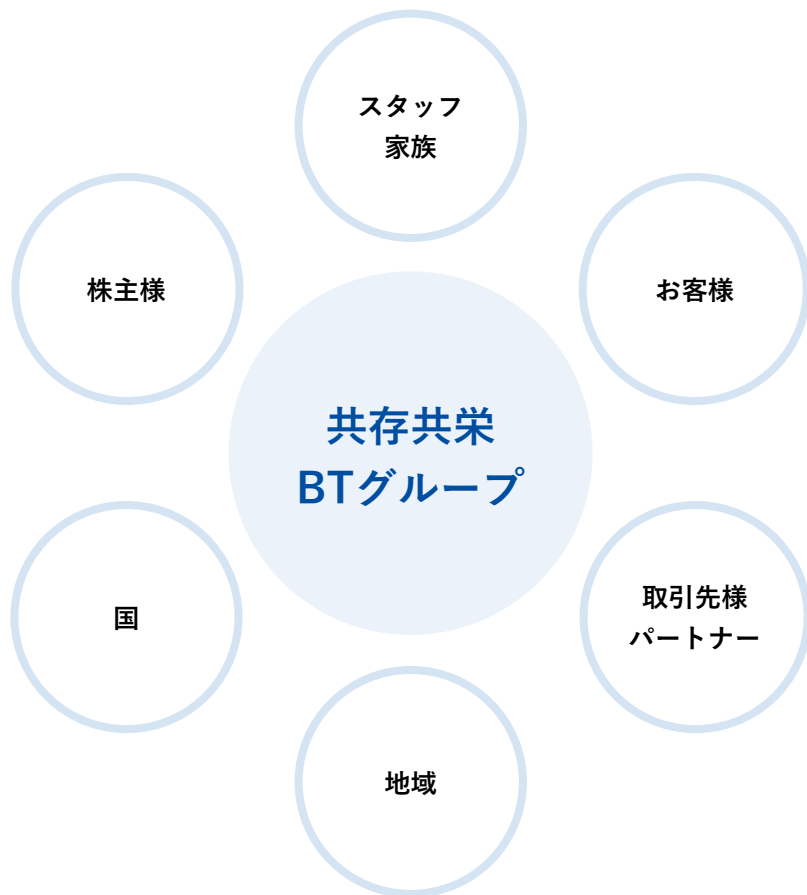 スタッフ
家族
株主様
お客様
共存共栄
BTグループ
国
取引先様
パートナー
地域